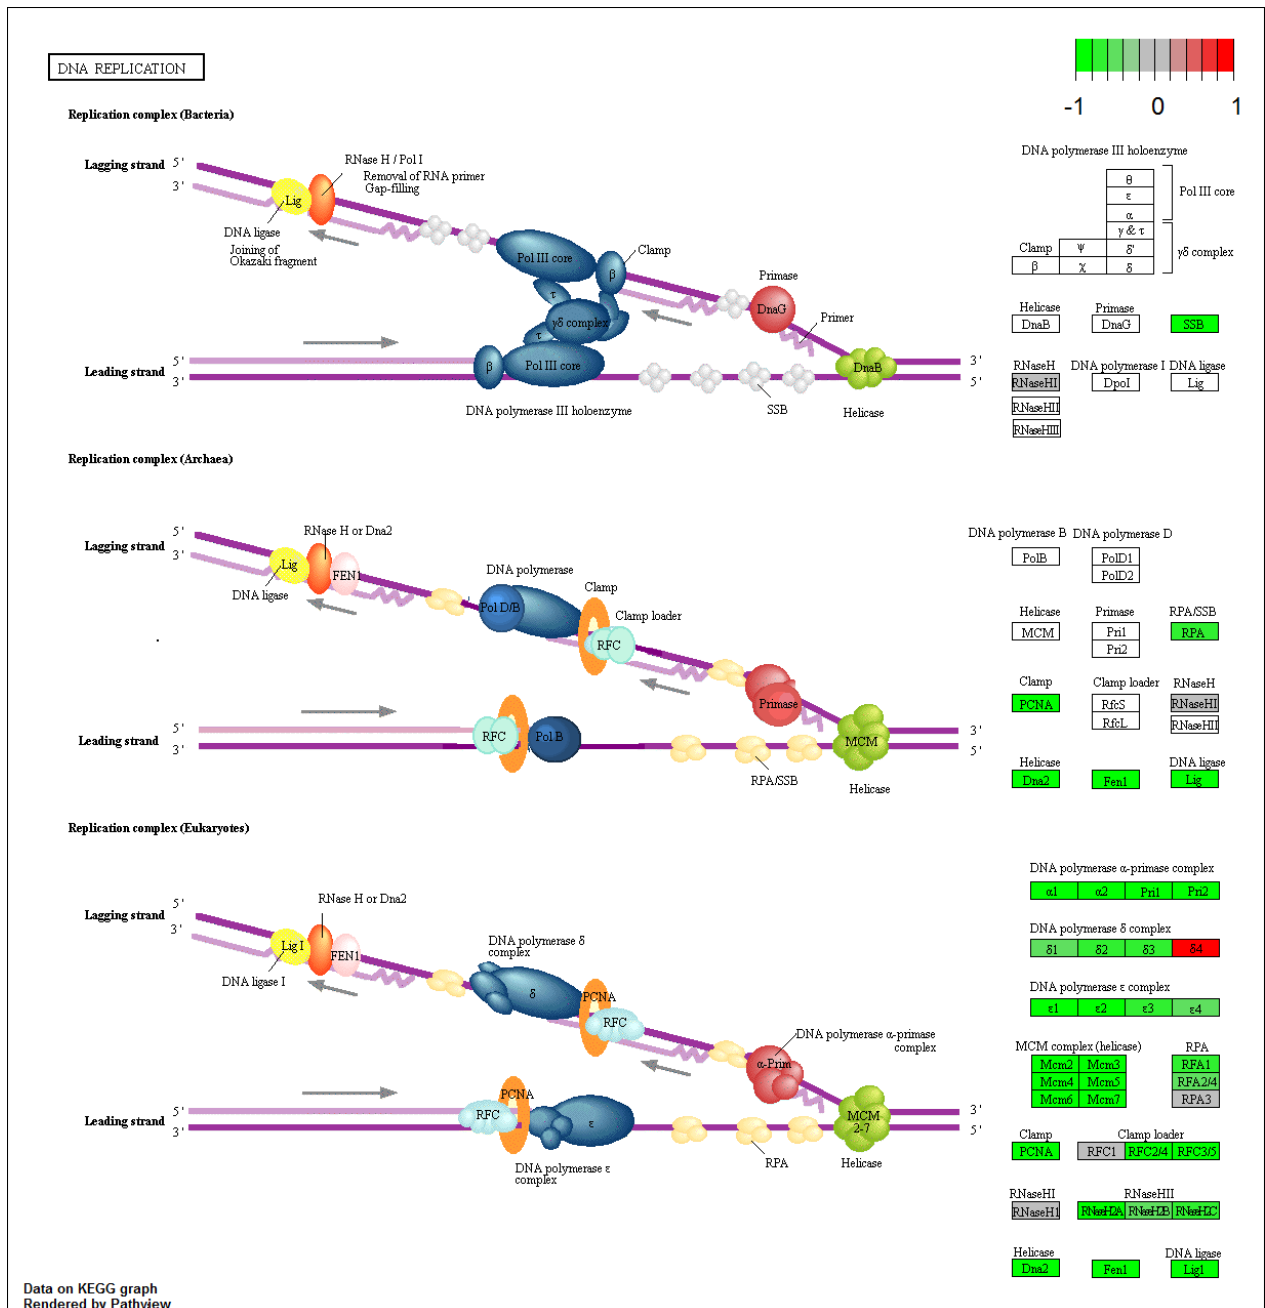 DNA REPLICATION
-1 0 1
Replication complex (Bacteria)
Lagging strand 5' 3'
RNase H / Pol I
Removal of RNA primer
Gap-filling
Lig
DNA ligase
Joining of
Okazaki fragment
Pol III core
β
Clamp
τ
γδ complex
τ
Primase
DnaG
Primer
5'
Leading strand 3'
β
Pol III core
DnaB
3'
5'
DNA polymerase III holoenzyme
SSB
Helicase
DNA polymerase III holoenzyme
θ
ε
α
Pol III core
γ & τ
Clamp ψ δ'
β χ δ
γδ complex
Helicase Primase
DnaB DnaG SSB
RNaseH DNA polymerase I DNA ligase
RNaseHI DpoI Lig
RNaseHII
RNaseHIII
Replication complex (Archaea)
Lagging strand 5' 3'
RNase H or Dna2
Lig
FEN1
DNA ligase
DNA polymerase
Pol D/B
Clamp
Clamp loader
RFC
Primase
5'
Leading strand 3'
RFC
Pol B
MCM
3'
5'
RPA/SSB
Helicase
DNA polymerase B DNA polymerase D
PolB PolD1
PolD2
Helicase Primase RPA/SSB
MCM Pri1 RPA
Pri2
Clamp Clamp loader RNaseH
PCNA RfcS RNaseHI
RfcL RNaseHII
Helicase DNA ligase
Dna2 Fen1 Lig
Replication complex (Eukaryotes)
Lagging strand 5' 3'
RNase H or Dna2
Lig I
FEN1
DNA ligase I
DNA polymerase δ
complex
δ
PCNA
RFC
DNA polymerase α-primase
complex
α-Prim
5'
Leading strand 3'
PCNA
RFC
ε
MCM
2-7
3'
5'
DNA polymerase ε
complex
RPA
Helicase
DNA polymerase α-primase complex
α1 α2 Pri1 Pri2
DNA polymerase δ complex
δ1 δ2 δ3 δ4
DNA polymerase ε complex
ε1 ε2 ε3 ε4
MCM complex (helicase) RPA
Mcm2 Mcm3 RFA1
Mcm4 Mcm5 RFA2/4
Mcm6 Mcm7 RPA3
Clamp Clamp loader
PCNA RFC1 RFC2/4 RFC3/5
RNaseHI RNaseHII
RNaseH1 RNaseH2A RNaseH2B RNaseH2C
Helicase DNA ligase
Dna2 Fen1 Lig1
Data on KEGG graph
Rendered by Pathview